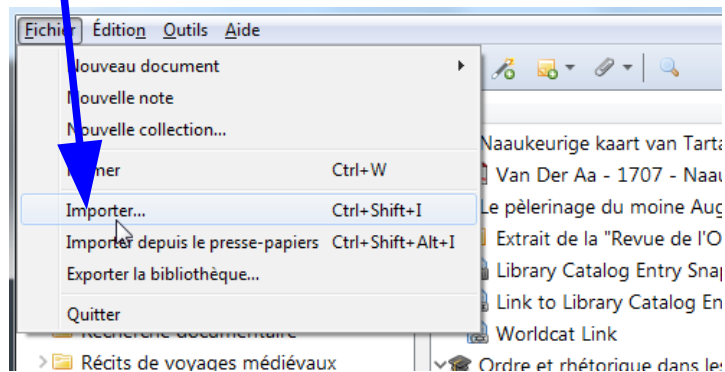 Fichier Édition Outils Aide
Nouveau document
Nouvelle note
Nouvelle collection...
Fermer Ctrl+W
Importer... Ctrl+Shift+I
Importer depuis le presse-papiers Ctrl+Shift+Alt+I
Exporter la bibliothèque...
Quitter
Recherche documentaire
Récits de voyages médiévaux
Naaukeurige kaart van Tarta
Van Der Aa - 1707 - Naau
Le pèlerinage du moine Aug
Extrait de la "Revue de l'O
Library Catalog Entry Snap
Link to Library Catalog En
Worldcat Link
Ordre et rhétorique dans les